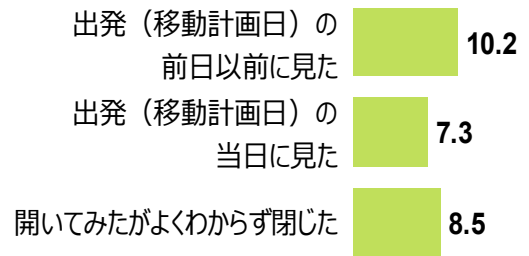 出発（移動計画日）の
前日以前に見た
10.2
出発（移動計画日）の
当日に見た
7.3
開いてみたがよくわからず閉じた
8.5